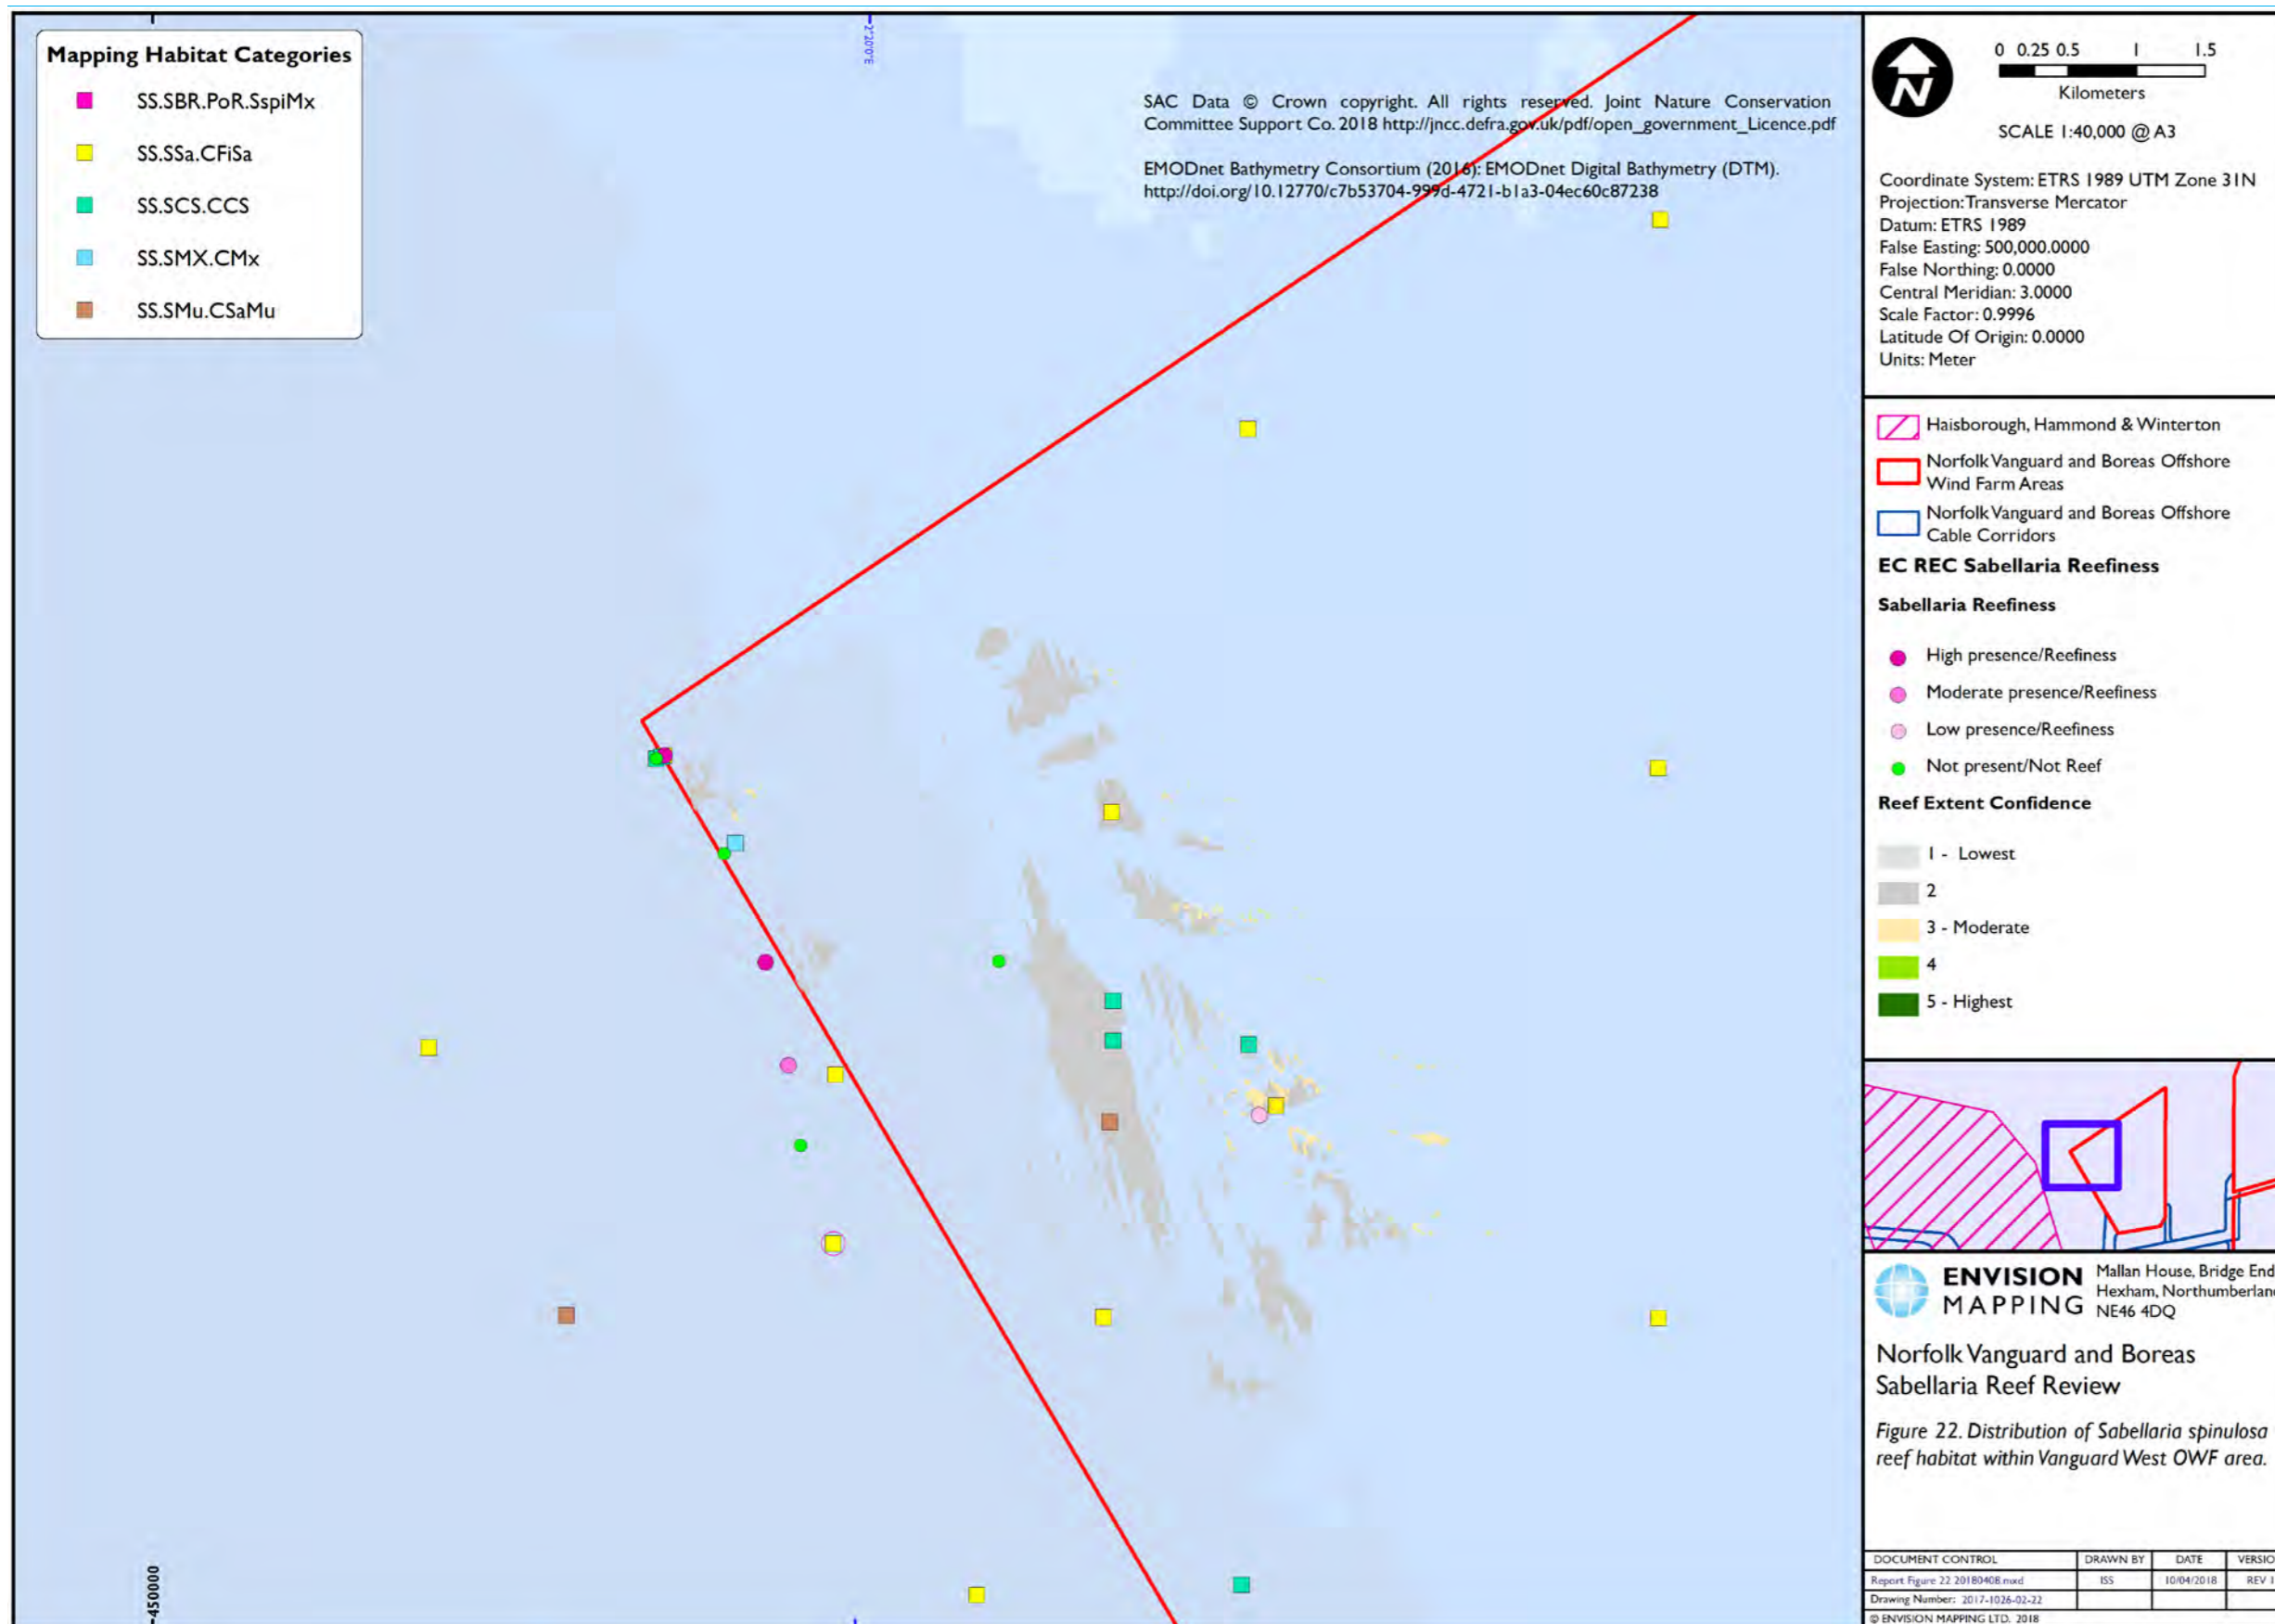 Mapping Habitat Categories
SS.SBR.PoR.SspiMx
SS.SSa.CFiSa
SS.SCS.CCS
SS.SMX.CMx
SS.SMu.CSaMu
2°20'0"E
SAC Data © Crown copyright. All rights reserved. Joint Nature Conservation
Committee Support Co. 2018 http://jncc.defra.gov.uk/pdf/open_government_Licence.pdf
EMODnet Bathymetry Consortium (2016): EMODnet Digital Bathymetry (DTM).
http://doi.org/10.12770/c7b53704-999d-4721-b1a3-04ec60c87238
450000
N
0 0.25 0.5 1 1.5
Kilometers
SCALE 1:40,000 @ A3
Coordinate System: ETRS 1989 UTM Zone 31N
Projection: Transverse Mercator
Datum: ETRS 1989
False Easting: 500,000.0000
False Northing: 0.0000
Central Meridian: 3.0000
Scale Factor: 0.9996
Latitude Of Origin: 0.0000
Units: Meter
Haisborough, Hammond & Winterton
Norfolk Vanguard and Boreas Offshore
Wind Farm Areas
Norfolk Vanguard and Boreas Offshore
Cable Corridors
EC REC Sabellaria Reefiness
Sabellaria Reefiness
High presence/Reefiness
Moderate presence/Reefiness
Low presence/Reefiness
Not present/Not Reef
Reef Extent Confidence
1 - Lowest
2
3 - Moderate
4
5 - Highest
ENVISION
MAPPING
Mallan House, Bridge End
Hexham, Northumberlan
NE46 4DQ
Norfolk Vanguard and Boreas
Sabellaria Reef Review
Figure 22. Distribution of Sabellaria spinulosa
reef habitat within Vanguard West OWF area.
DOCUMENT CONTROL DRAWN BY DATE VERSIO
Report Figure 22 20180408.mxd ISS 10/04/2018 REV 1
Drawing Number: 2017-1026-02-22
© ENVISION MAPPING LTD. 2018